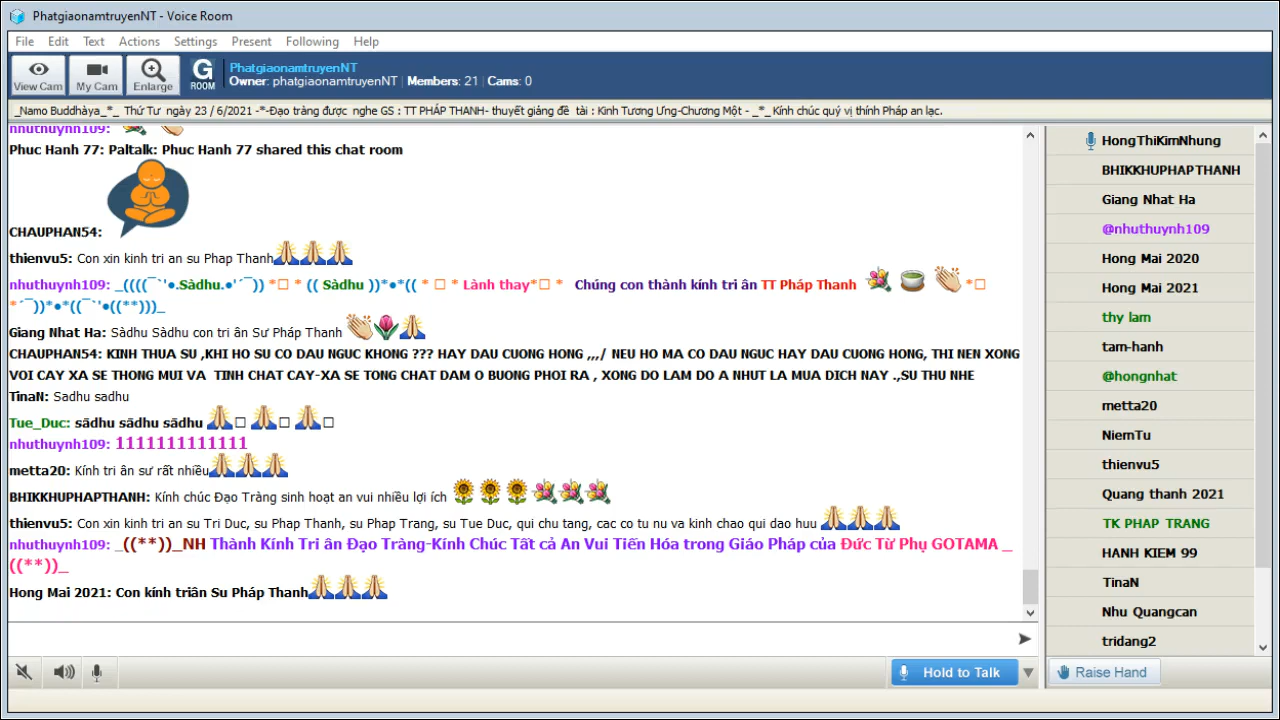 PhatgiaonamtruyenNT - Voice Room
File Edit Text Actions Settings Present Following Help
View Cam My Cam Enlarge G ROOM
PhatgiaonamtruyenNT
Owner: phatgiaonamtruyenNT | Members: 21 | Cams: 0
_Namo Buddhàya_*_ Thứ Tư ngày 23 / 6/2021 -*-Đạo tràng được nghe GS : TT PHÁP THANH- thuyết giảng đề tài : Kinh Tương Ưng-Chương Một - _*_Kính chúc quý vị thính Pháp an lạc.
nhuthuynh109:
Phuc Hanh 77: Paltalk: Phuc Hanh 77 shared this chat room
CHAUPHAN54:
thienvu5: Con xin kinh tri an su Phap Thanh🙏🙏🙏
nhuthuynh109: _((((¯`'●.Sàdhu.●'´¯)) *□ * (( Sàdhu ))*●*(( * □ * Lành thay*□ * Chúng con thành kính tri ân TT Pháp Thanh 💐 🍵 👏 *□
*´¯))*●*((¯`'●((**)))_
Giang Nhat Ha: Sàdhu Sàdhu con tri ân Sư Pháp Thanh 👏🌷🙏
CHAUPHAN54: KINH THUA SU ,KHI HO SU CO DAU NGUC KHONG ??? HAY DAU CUONG HONG ,,,/ NEU HO MA CO DAU NGUC HAY DAU CUONG HONG, THI NEN XONG
VOI CAY XA SE THONG MUI VA TINH CHAT CAY-XA SE TONG CHAT DAM O BUONG PHOI RA , XONG DO LAM DO A NHUT LA MUA DICH NAY .,SU THU NHE
TinaN: Sadhu sadhu
Tue_Duc: sādhu sādhu sādhu 🙏□ 🙏□ 🙏□
nhuthuynh109: 1111111111111
metta20: Kính tri ân sư rất nhiều🙏🙏🙏
BHIKKHUPHAPTHANH: Kính chúc Đạo Tràng sinh hoạt an vui nhiều lợi ích 🌻🌻🌻💐💐💐
thienvu5: Con xin kinh tri an su Tri Duc, su Phap Thanh, su Phap Trang, su Tue Duc, qui chu tang, cac co tu nu va kinh chao qui dao huu 🙏🙏🙏
nhuthuynh109: _((**))_NH Thành Kính Tri ân Đạo Tràng-Kính Chúc Tất cả An Vui Tiến Hóa trong Giáo Pháp của Đức Từ Phụ GOTAMA _
((**))_
Hong Mai 2021: Con kính triân Su Pháp Thanh🙏🙏🙏
Hold to Talk
HongThiKimNhung
BHIKKHUPHAPTHANH
Giang Nhat Ha
@nhuthuynh109
Hong Mai 2020
Hong Mai 2021
thy lam
tam-hanh
@hongnhat
metta20
NiemTu
thienvu5
Quang thanh 2021
TK PHAP TRANG
HANH KIEM 99
TinaN
Nhu Quangcan
tridang2
Raise Hand